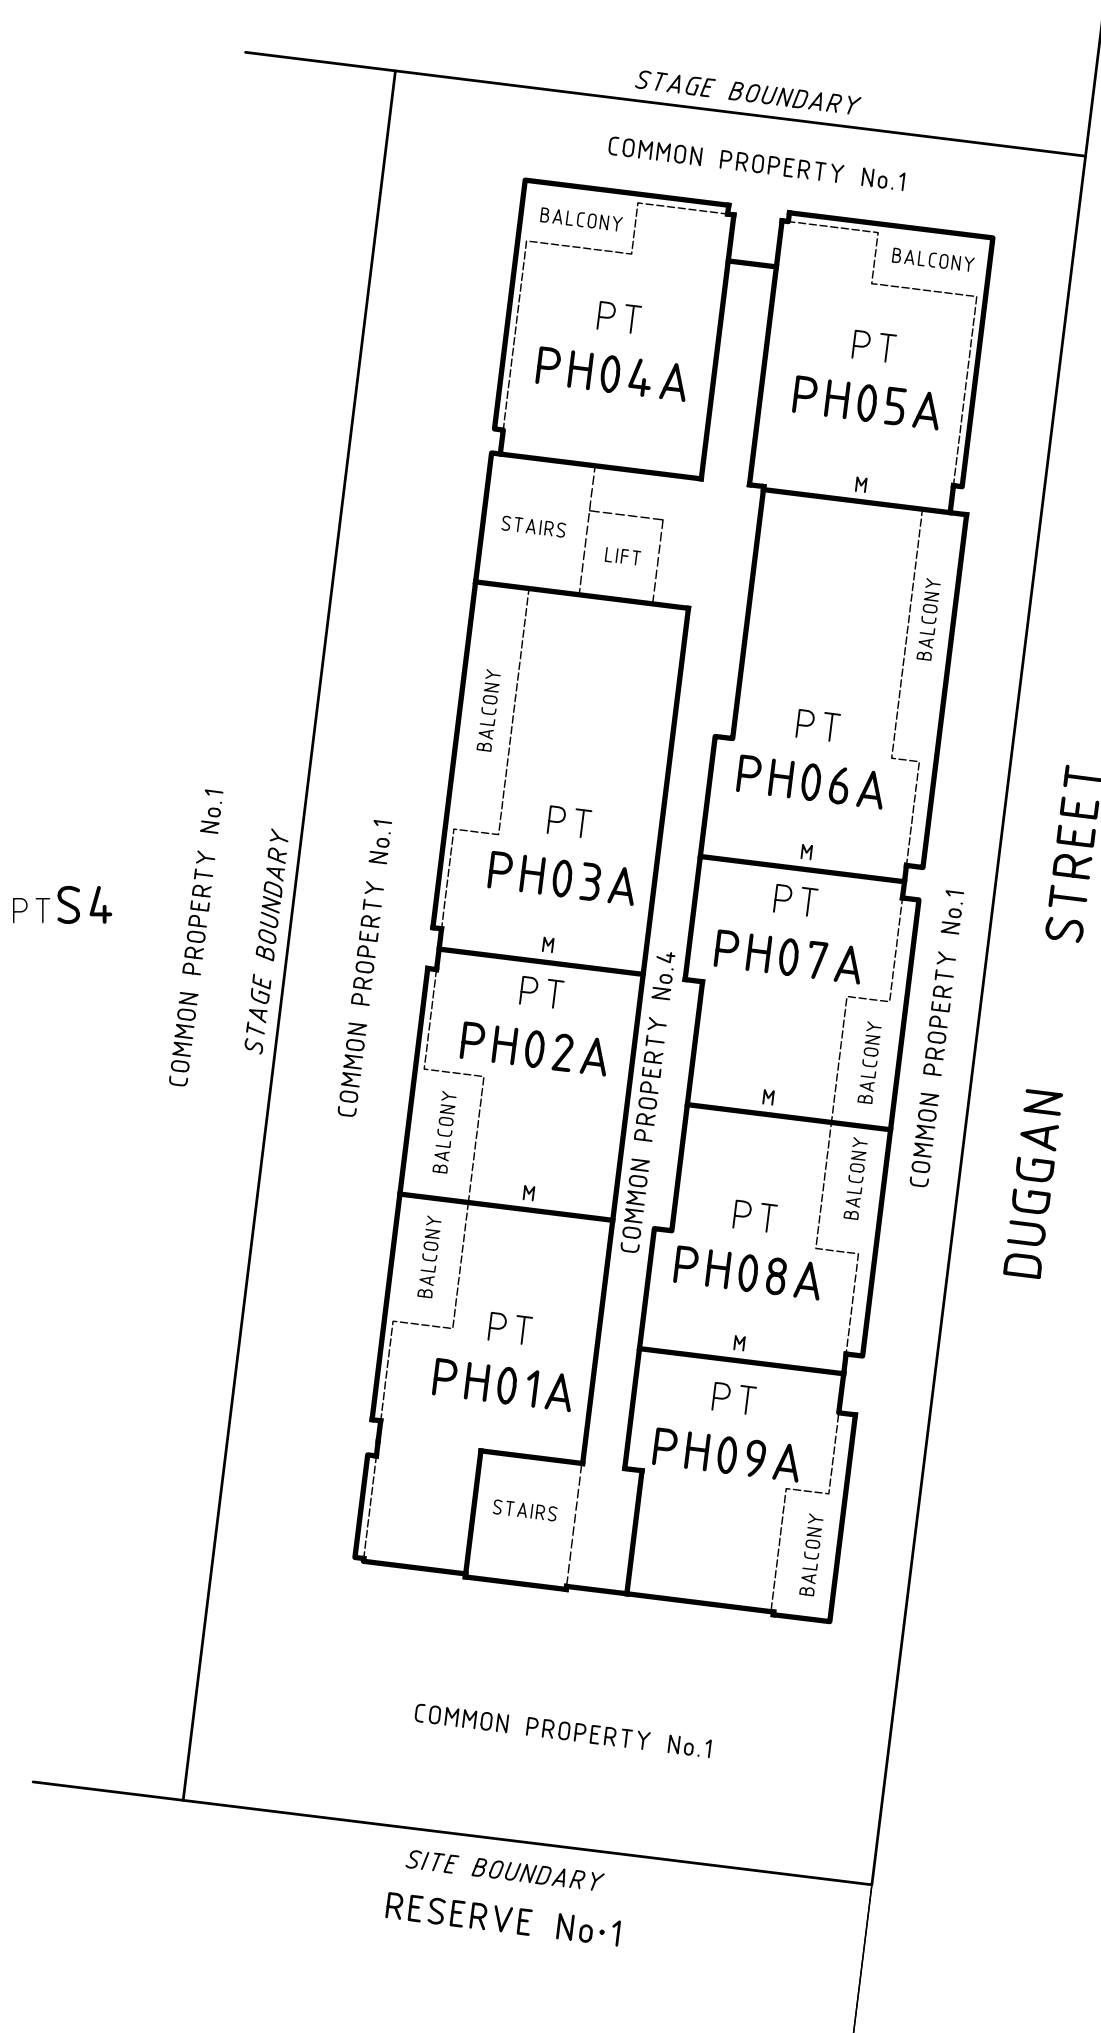 STAGE BOUNDARY
COMMON PROPERTY No.1
BALCONY
BALCONY
PT
PH04A
PT
PH05A
M
STAIRS
LIFT
BALCONY
BALCONY
PT
PH06A
M
PT
PH03A
M
PT
PH07A
BALCONY
M
PT
PH02A
BALCONY
M
COMMON PROPERTY No.4
COMMON PROPERTY No.1
STAGE BOUNDARY
COMMON PROPERTY No.1
PTS4
COMMON PROPERTY No.1
DUGGAN STREET
BALCONY
PT
PH08A
M
BALCONY
PT
PH01A
PT
PH09A
STAIRS
BALCONY
COMMON PROPERTY No.1
SITE BOUNDARY
RESERVE No·1